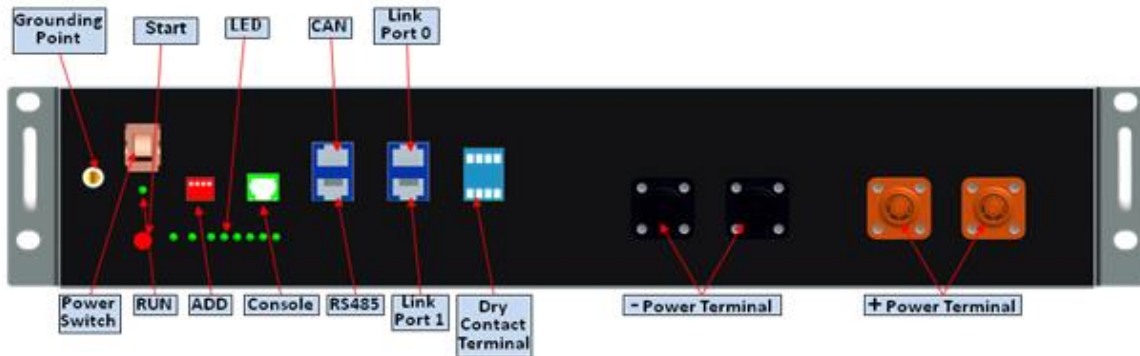 Grounding
Point
Start
LED
CAN
Link
Port 0
Power
Switch
RUN
ADD
Console
RS485
Link
Port 1
Dry
Contact
Terminal
- Power Terminal
+ Power Terminal